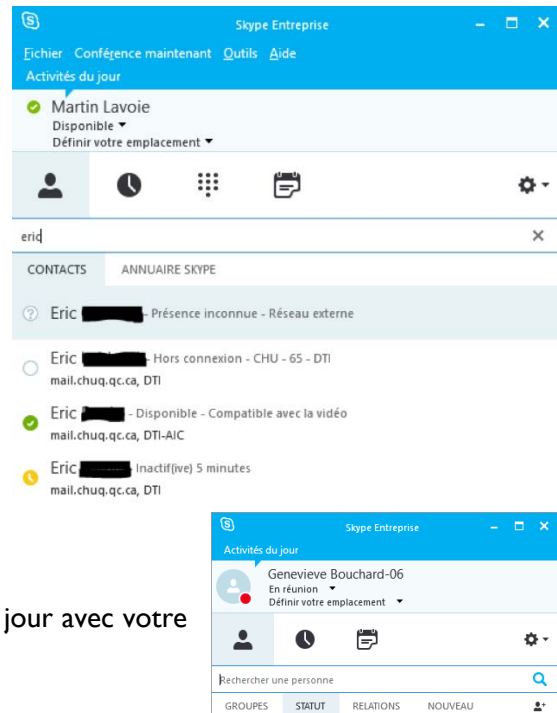 Skype Entreprise
Fichier Conférence maintenant Outils Aide
Activités du jour
Martin Lavoie
Disponible
Définir votre emplacement
eric
CONTACTS ANNUAIRE SKYPE
Eric - Présence inconnue - Réseau externe
Eric - Hors connexion - CHU - 65 - DTI
mail.chuq.qc.ca, DTI
Eric - Disponible - Compatible avec la vidéo
mail.chuq.qc.ca, DTI-AIC
Eric Inactif(ive) 5 minutes
mail.chuq.qc.ca, DTI
jour avec votre
Skype Entreprise
Activités du jour
Genevieve Bouchard-06
En réunion
Définir votre emplacement
Rechercher une personne
GROUPES STATUT RELATIONS NOUVEAU